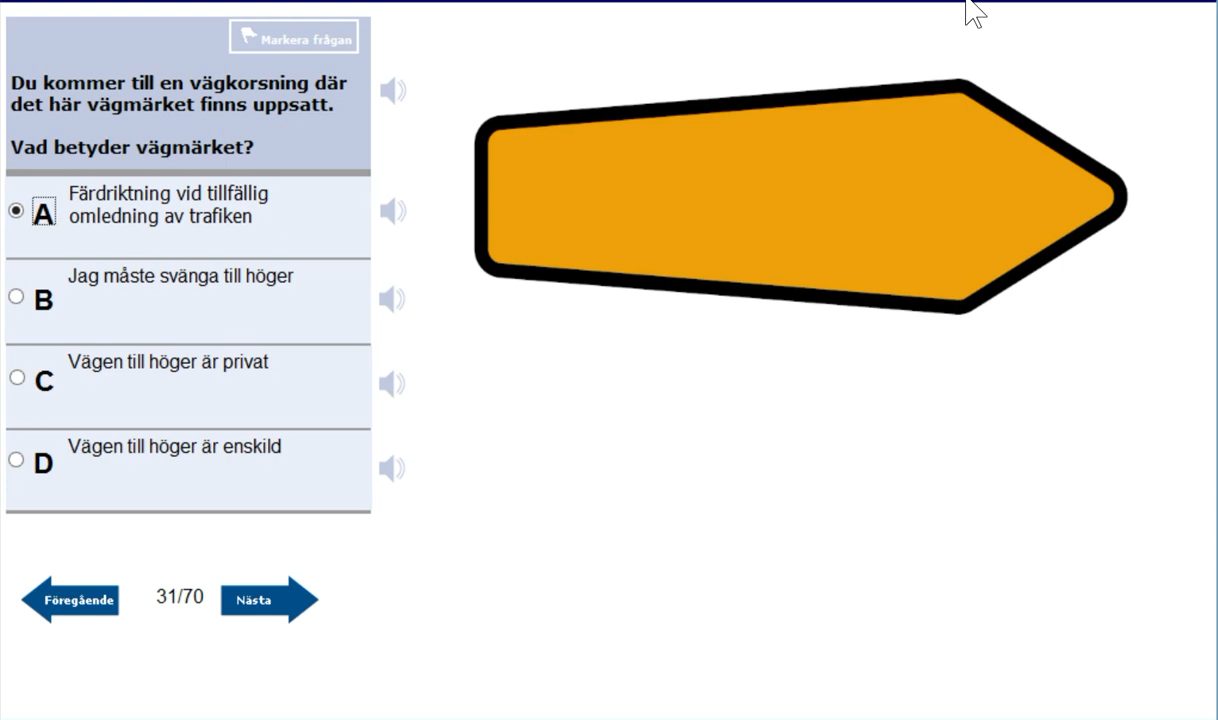 Markera frågan
Du kommer till en vägkorsning där
det här vägmärket finns uppsatt.
Vad betyder vägmärket?
A
Färdriktning vid tillfällig
omledning av trafiken
B
Jag måste svänga till höger
C
Vägen till höger är privat
D
Vägen till höger är enskild
Föregående
31/70
Nästa